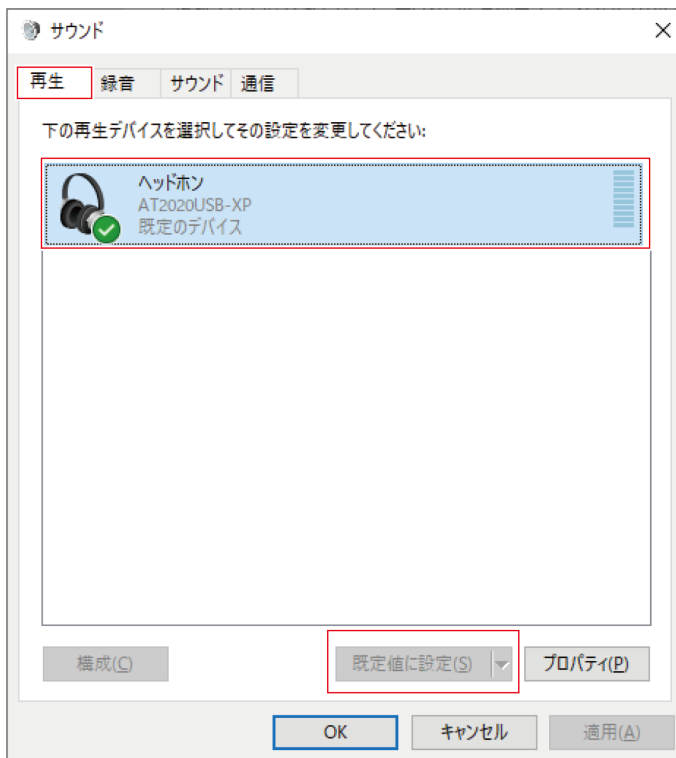 サウンド
再生 録音 サウンド 通信
下の再生デバイスを選択してその設定を変更してください:
ヘッドホン
AT2020USB-XP
既定のデバイス
構成(C) 既定値に設定(S) プロパティ(P)
OK キャンセル 適用(A)